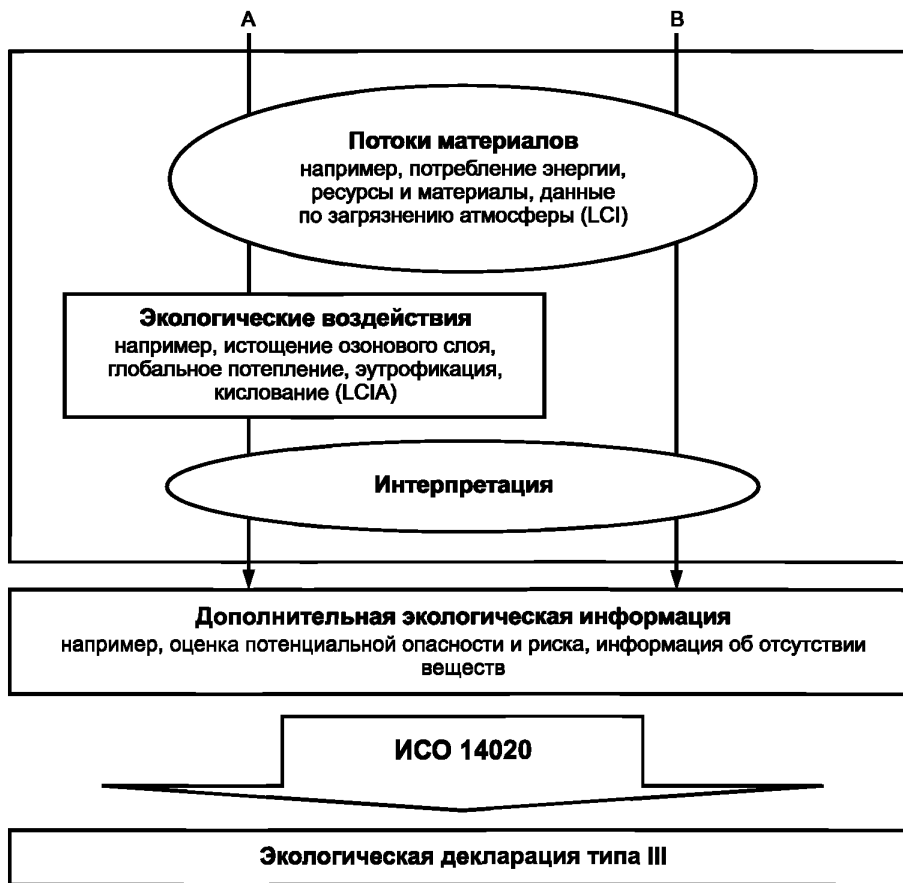 A B
Потоки материалов
например, потребление энергии,
ресурсы и материалы, данные
по загрязнению атмосферы (LCI)
Экологические воздействия
например, истощение озонового слоя,
глобальное потепление, эутрофикация,
кислование (LCIA)
Интерпретация
Дополнительная экологическая информация
например, оценка потенциальной опасности и риска, информация об отсутствии
веществ
ИСО 14020
Экологическая декларация типа III